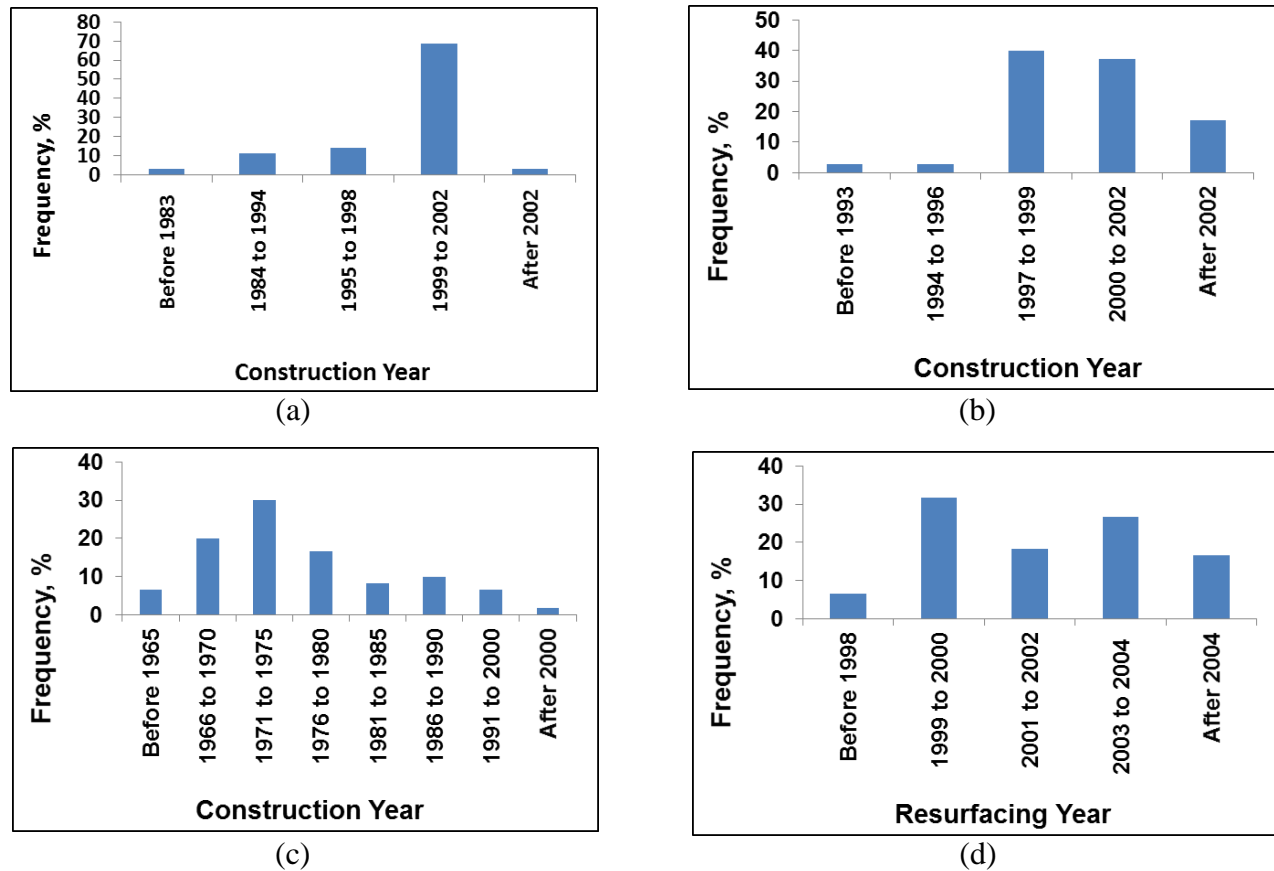 80
70
60
50
40
30
20
10
0
Frequency, %
Before 1983
1984 to 1994
1995 to 1998
1999 to 2002
After 2002
Construction Year
(a)
50
40
30
20
10
0
Frequency, %
Before 1993
1994 to 1996
1997 to 1999
2000 to 2002
After 2002
Construction Year
(b)
40
30
20
10
0
Frequency, %
Before 1965
1966 to 1970
1971 to 1975
1976 to 1980
1981 to 1985
1986 to 1990
1991 to 2000
After 2000
Construction Year
(c)
40
30
20
10
0
Frequency, %
Before 1998
1999 to 2000
2001 to 2002
2003 to 2004
After 2004
Resurfacing Year
(d)